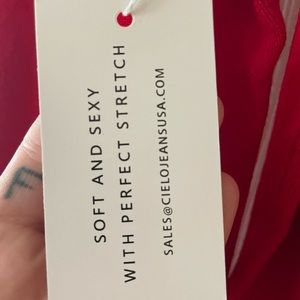 SOFT AND SEXY
WITH PERFECT STRETCH
SALES@CIELOJEANSUSA.COM